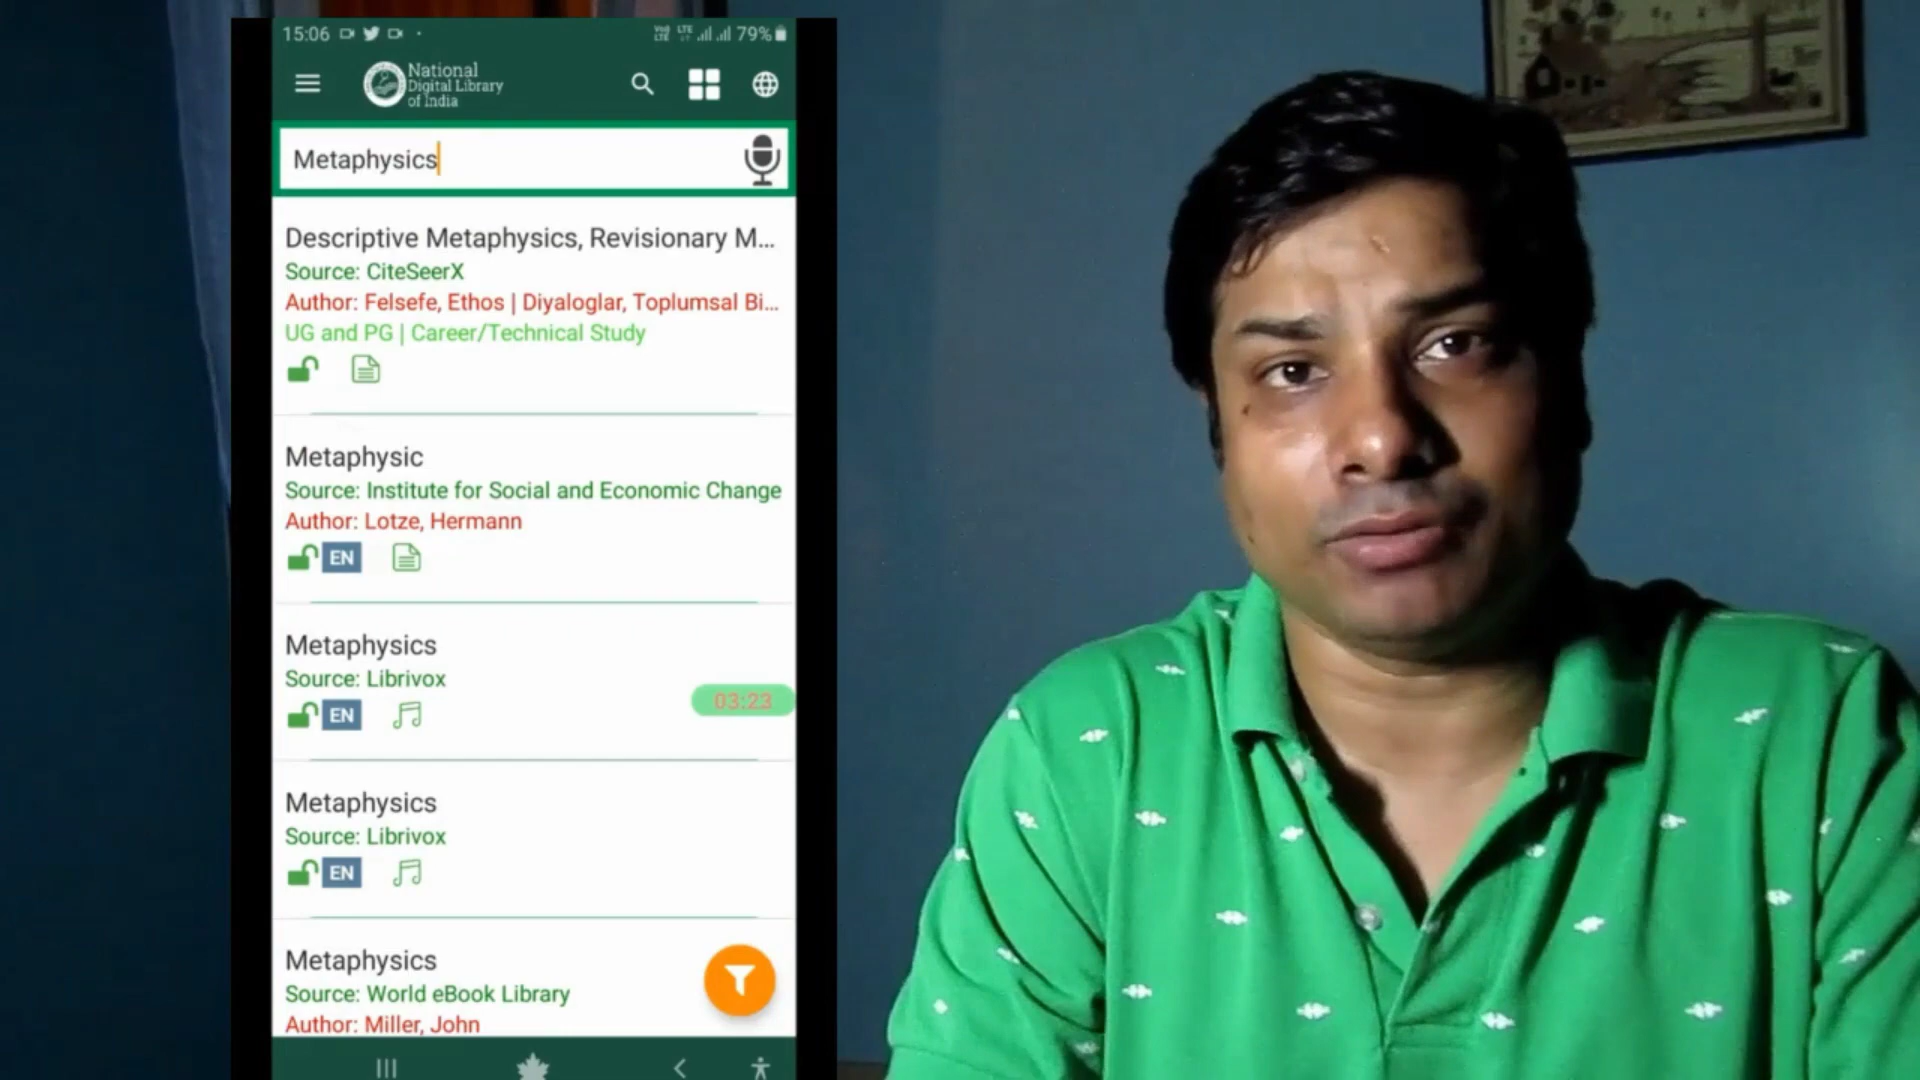 15:06
79%
National
Digital Library
of India
Metaphysics
Descriptive Metaphysics, Revisionary M...
Source: CiteSeerX
Author: Felsefe, Ethos | Diyaloglar, Toplumsal Bi...
UG and PG | Career/Technical Study
Metaphysic
Source: Institute for Social and Economic Change
Author: Lotze, Hermann
EN
Metaphysics
Source: Librivox
03:23
EN
Metaphysics
Source: Librivox
EN
Metaphysics
Source: World eBook Library
Author: Miller, John